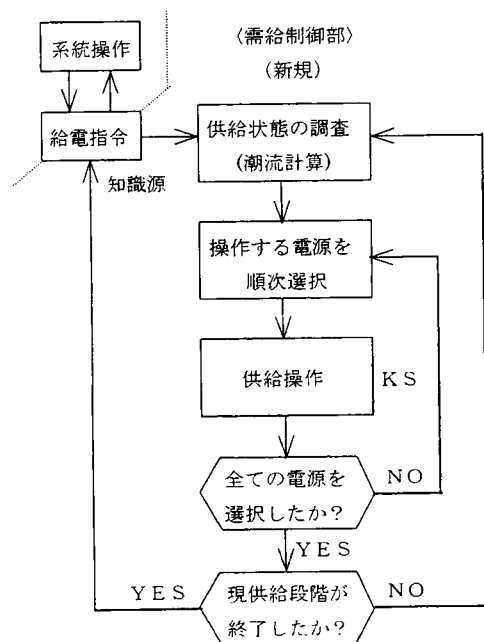 系統操作
〈需給制御部〉
(新規)
給電指令
供給状態の調査
(潮流計算)
知識源
操作する電源を
順次選択
供給操作
KS
全ての電源を
選択したか?
NO
YES
YES
現供給段階が
終了したか?
NO